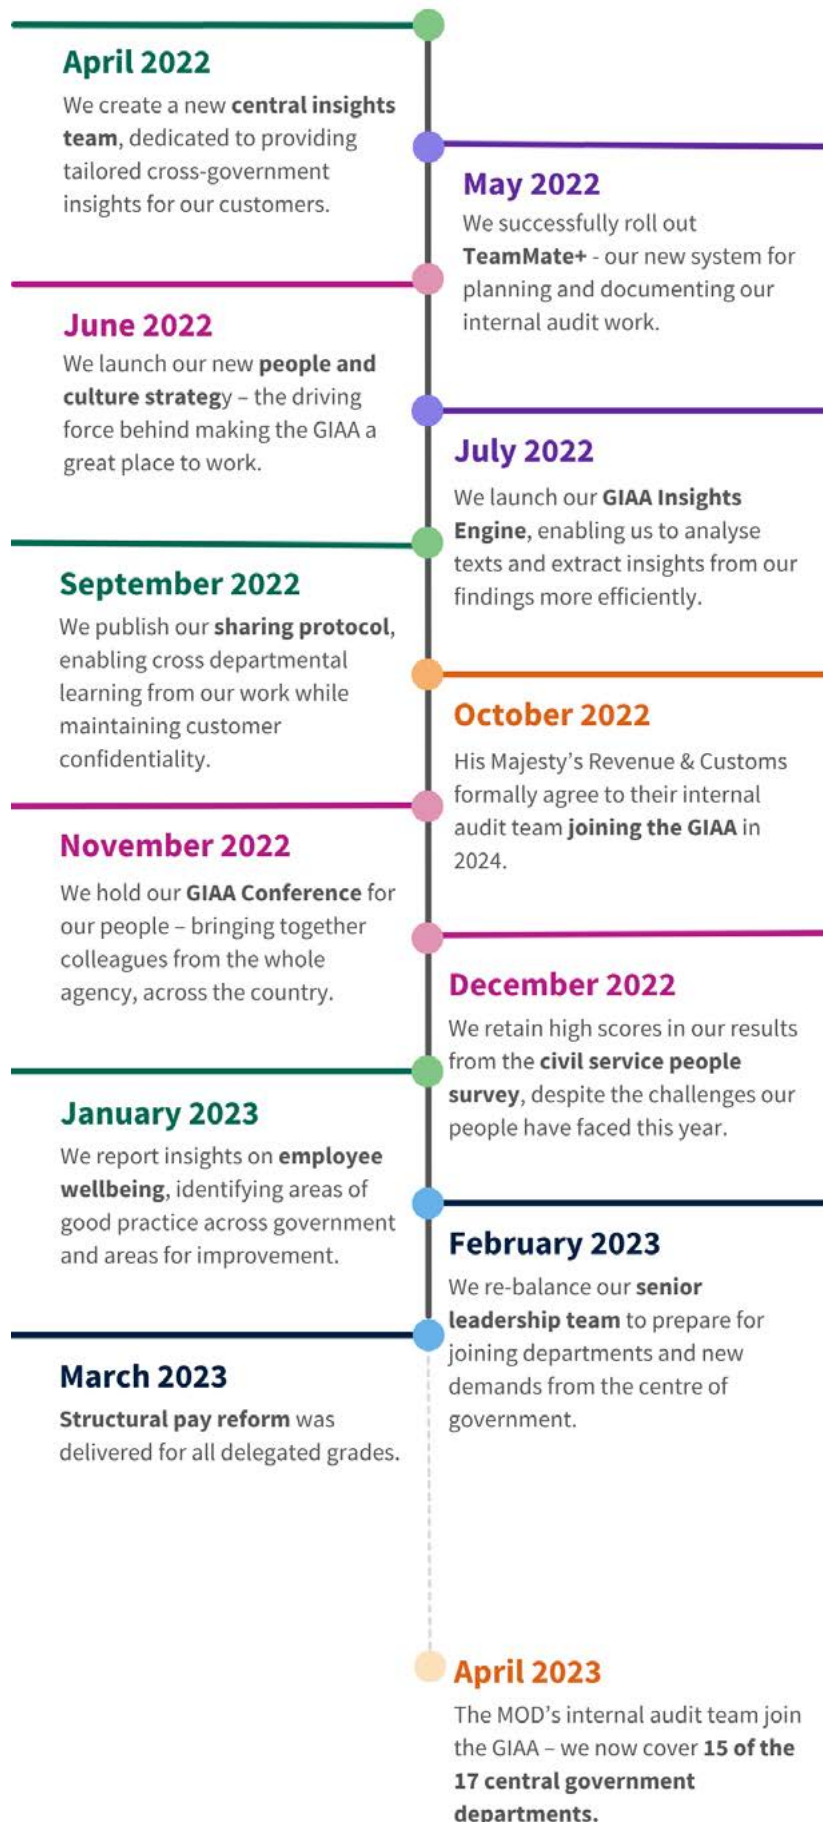 April 2022
We create a new central insights
team, dedicated to providing
tailored cross-government
insights for our customers.
May 2022
We successfully roll out
TeamMate+ - our new system for
planning and documenting our
internal audit work.
June 2022
We launch our new people and
culture strategy – the driving
force behind making the GIAA a
great place to work.
July 2022
We launch our GIAA Insights
Engine, enabling us to analyse
texts and extract insights from our
findings more efficiently.
September 2022
We publish our sharing protocol,
enabling cross departmental
learning from our work while
maintaining customer
confidentiality.
October 2022
His Majesty's Revenue & Customs
formally agree to their internal
audit team joining the GIAA in
2024.
November 2022
We hold our GIAA Conference for
our people – bringing together
colleagues from the whole
agency, across the country.
December 2022
We retain high scores in our results
from the civil service people
survey, despite the challenges our
people have faced this year.
January 2023
We report insights on employee
wellbeing, identifying areas of
good practice across government
and areas for improvement.
February 2023
We re-balance our senior
leadership team to prepare for
joining departments and new
demands from the centre of
government.
March 2023
Structural pay reform was
delivered for all delegated grades.
April 2023
The MOD's internal audit team join
the GIAA – we now cover 15 of the
17 central government
departments.